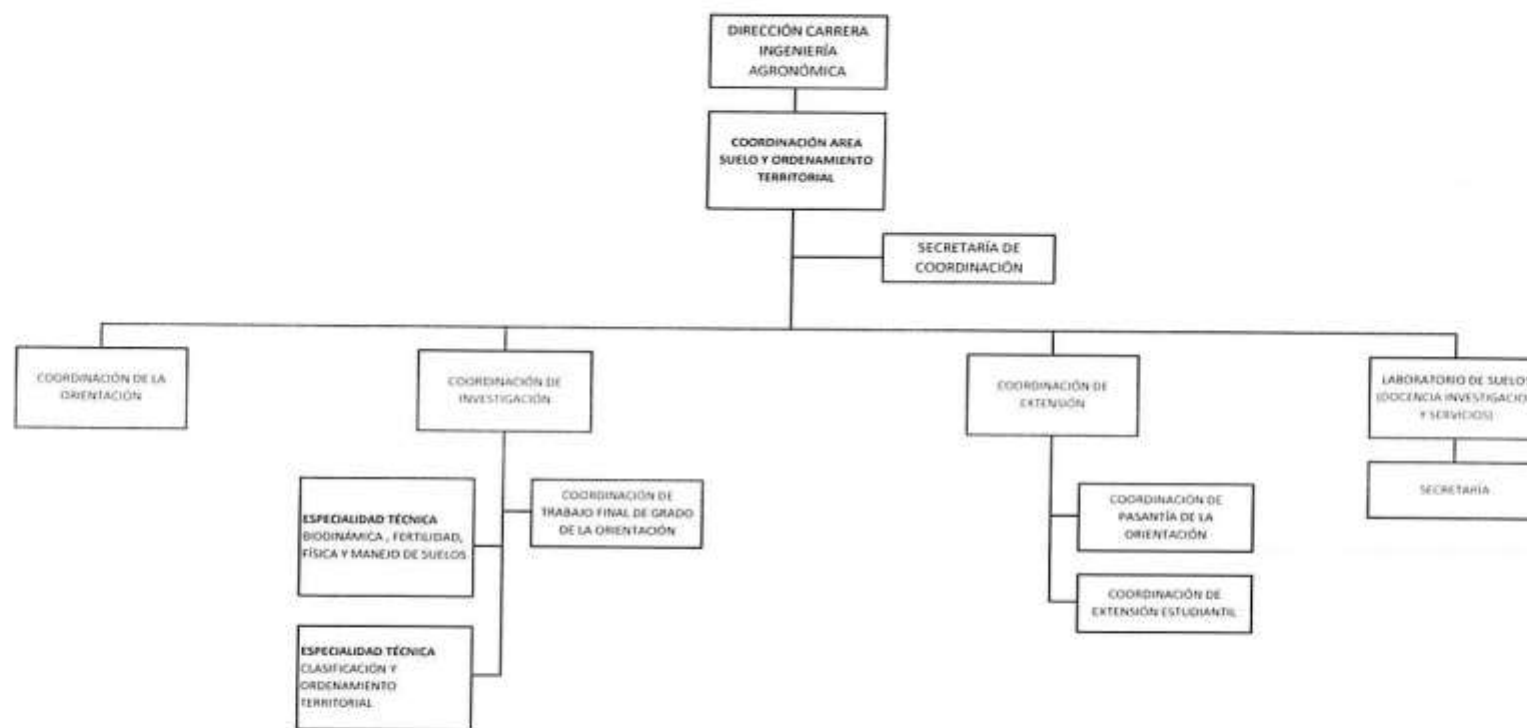 DIRECCIÓN CARRERA
INGENIERÍA
AGRONÓMICA
COORDINACIÓN AREA
SUELO Y ORDENAMIENTO
TERRITORIAL
SECRETARÍA DE
COORDINACIÓN
COORDINACIÓN DE LA
ORIENTACIÓN
COORDINACIÓN DE
INVESTIGACIÓN
COORDINACIÓN DE
EXTENSIÓN
LABORATORIO DE SUELOS
(DOCENCIA INVESTIGACION
Y SERVICIOS)
SECRETARÍA
ESPECIALIDAD TÉCNICA
BIODINÁMICA , FERTILIDAD,
FÍSICA Y MANEJO DE SUELOS
COORDINACIÓN DE
TRABAJO FINAL DE GRADO
DE LA ORIENTACIÓN
COORDINACIÓN DE
PASANTÍA DE LA
ORIENTACIÓN
COORDINACIÓN DE
EXTENSIÓN ESTUDIANTIL
ESPECIALIDAD TÉCNICA
CLASIFICACIÓN Y
ORDENAMIENTO
TERRITORIAL